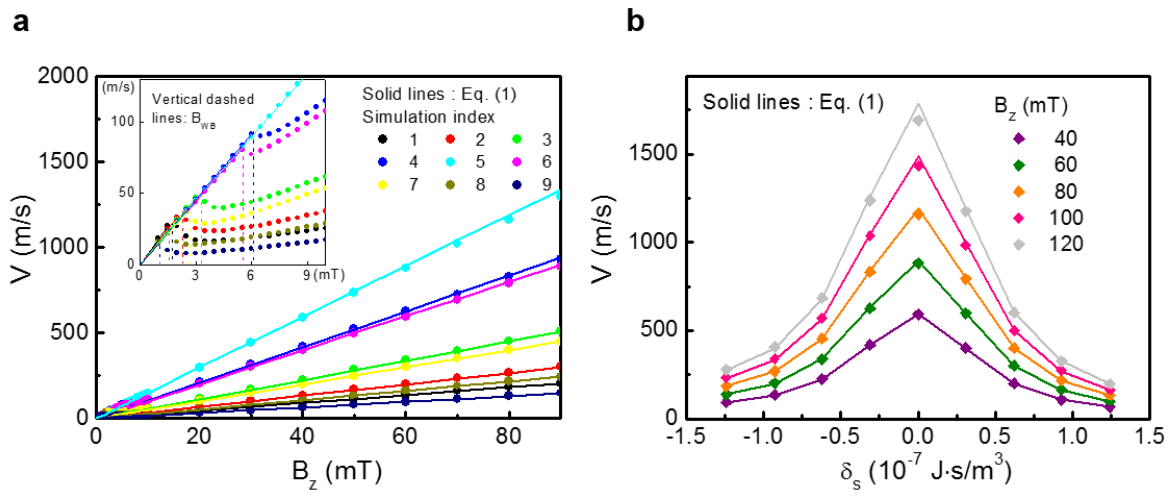 a
b
2000
1500
1000
500
0
V (m/s)
0
20
40
60
80
B_z (mT)
(m/s)
100
50
0
0
3
6
9
(mT)
Vertical dashed
lines: B_WB
Solid lines : Eq. (1)
Simulation index
1 2 3
4 5 6
7 8 9
1500
1000
500
0
V (m/s)
-1.5
-1.0
-0.5
0.0
0.5
1.0
1.5
δ_s (10^-7 J·s/m^3)
Solid lines : Eq. (1)
B_z (mT)
40
60
80
100
120